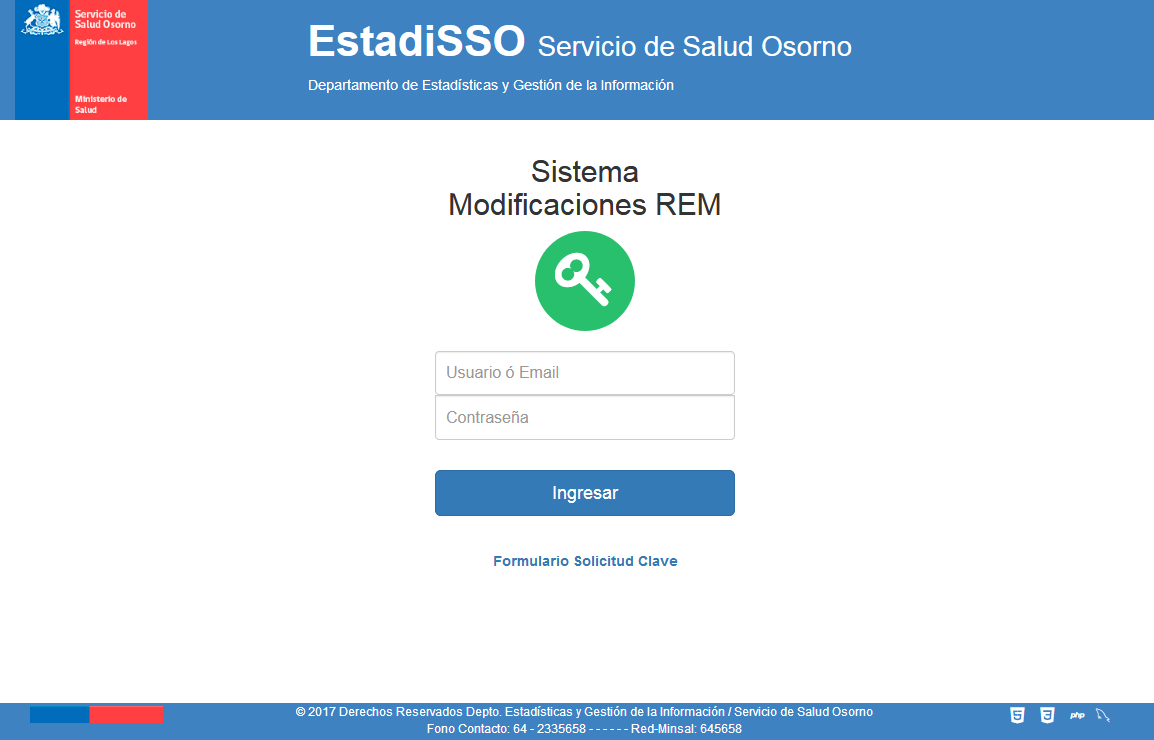 Servicio de
Salud Osorno
Región de Los Lagos
Ministerio de
Salud
EstadiSSO Servicio de Salud Osorno
Departamento de Estadísticas y Gestión de la Información
Sistema
Modificaciones REM
Usuario ó Email
Contraseña
Ingresar
Formulario Solicitud Clave
© 2017 Derechos Reservados Depto. Estadísticas y Gestión de la Información / Servicio de Salud Osorno
Fono Contacto: 64 - 2335658 - - - - - - Red-Minsal: 645658
5 3 php